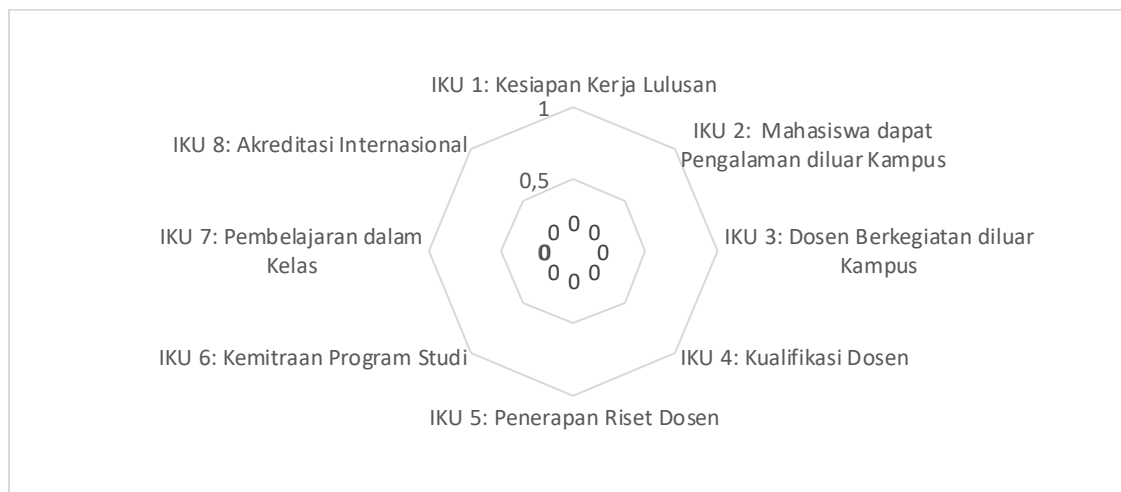 IKU 1: Kesiapan Kerja Lulusan
1
IKU 8: Akreditasi Internasional
IKU 2:  Mahasiswa dapat
Pengalaman diluar Kampus
0,5
0
0
0
IKU 7: Pembelajaran dalam
Kelas
0
0
IKU 3: Dosen Berkegiatan diluar
Kampus
0
0
0
IKU 6: Kemitraan Program Studi
IKU 4: Kualifikasi Dosen
IKU 5: Penerapan Riset Dosen